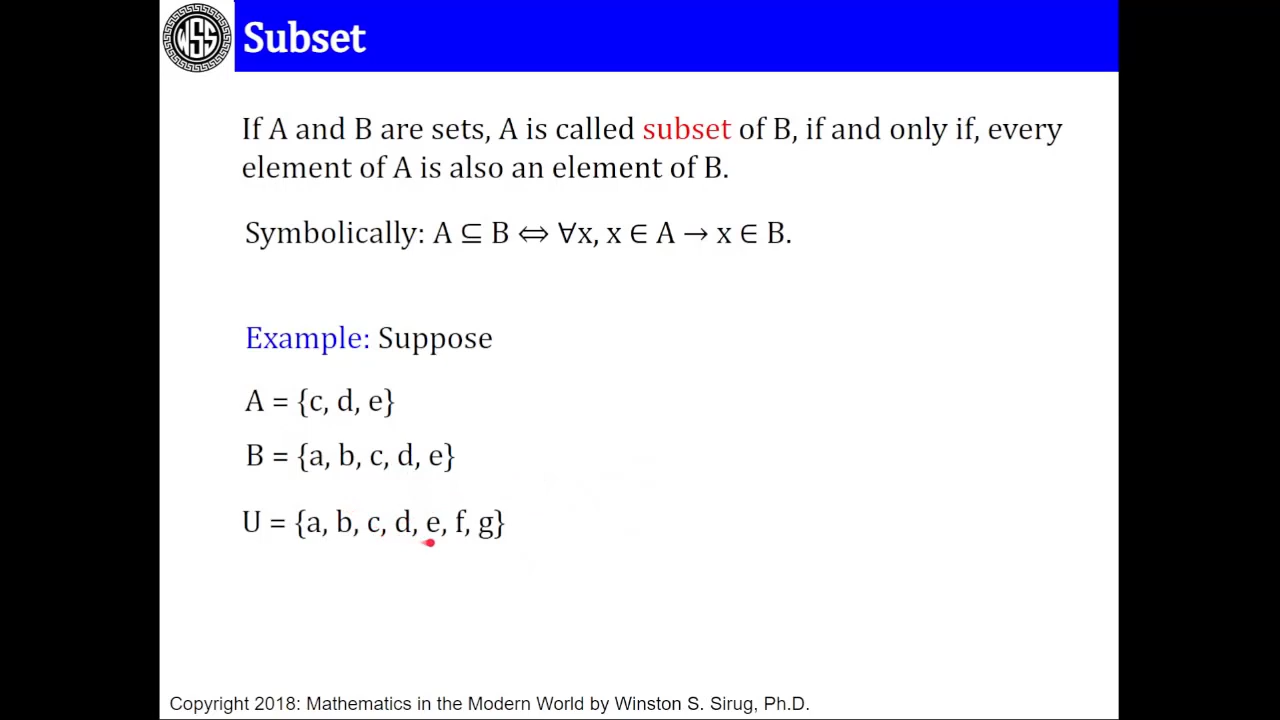 WSS
Subset
If A and B are sets, A is called subset of B, if and only if, every
element of A is also an element of B.
Symbolically: A ⊆ B ⇔ ∀x, x ∈ A → x ∈ B.
Example: Suppose
A = {c, d, e}
B = {a, b, c, d, e}
U = {a, b, c, d, e, f, g}
Copyright 2018: Mathematics in the Modern World by Winston S. Sirug, Ph.D.